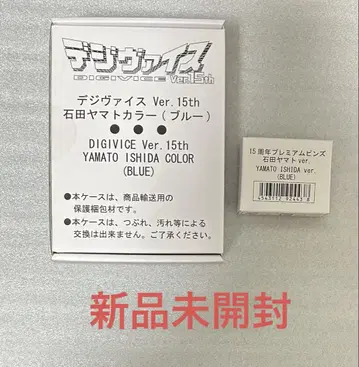 デジヴァイス
DIGIVICE Ver.15th
デジヴァイス Ver.15th
石田ヤマトカラー(ブルー)
●●●
DIGIVICE Ver.15th
YAMATO ISHIDA COLOR
(BLUE)
●本ケースは、商品輸送用の
保護梱包材です。
●本ケースは、つぶれ、汚れ等による
交換は出来ません。ご了承ください。
15周年プレミアムピンズ
石田ヤマトver.
YAMATO ISHIDA ver.
(BLUE)
新品未開封